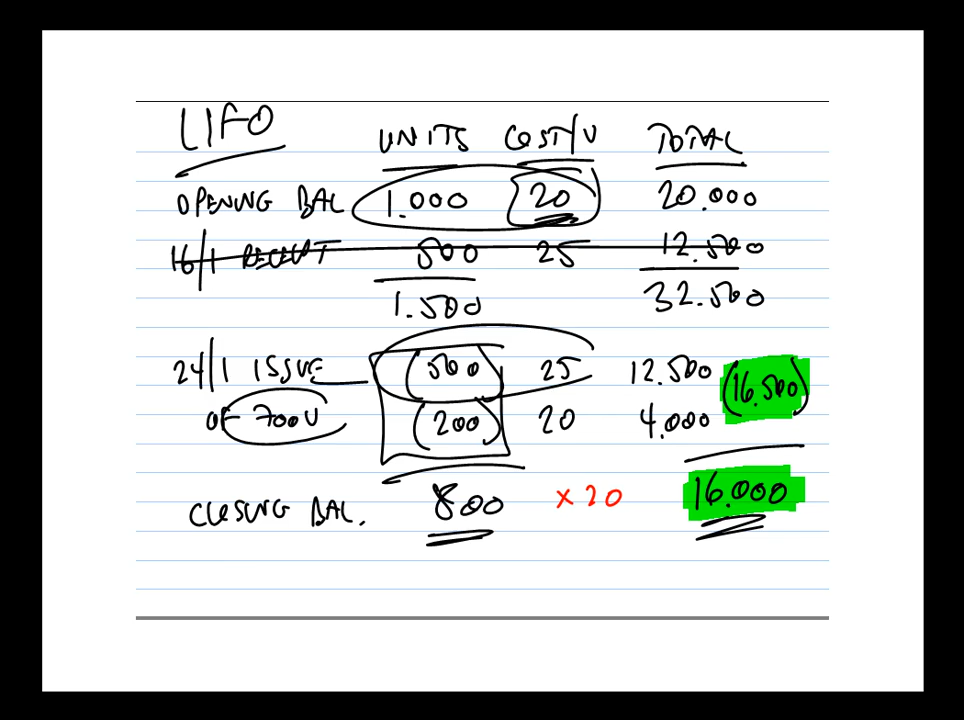 LIFO
UNITS COST/U TOTAL
OPENING BAL 1.000 20 20.000
16/1 RECEIPT 500 25 12.500
1.500 32.500
24/1 ISSUE (500) 25 12.500 (16.500)
OF 700U (200) 20 4.000
CLOSING BAL. 800 x 20 16.000